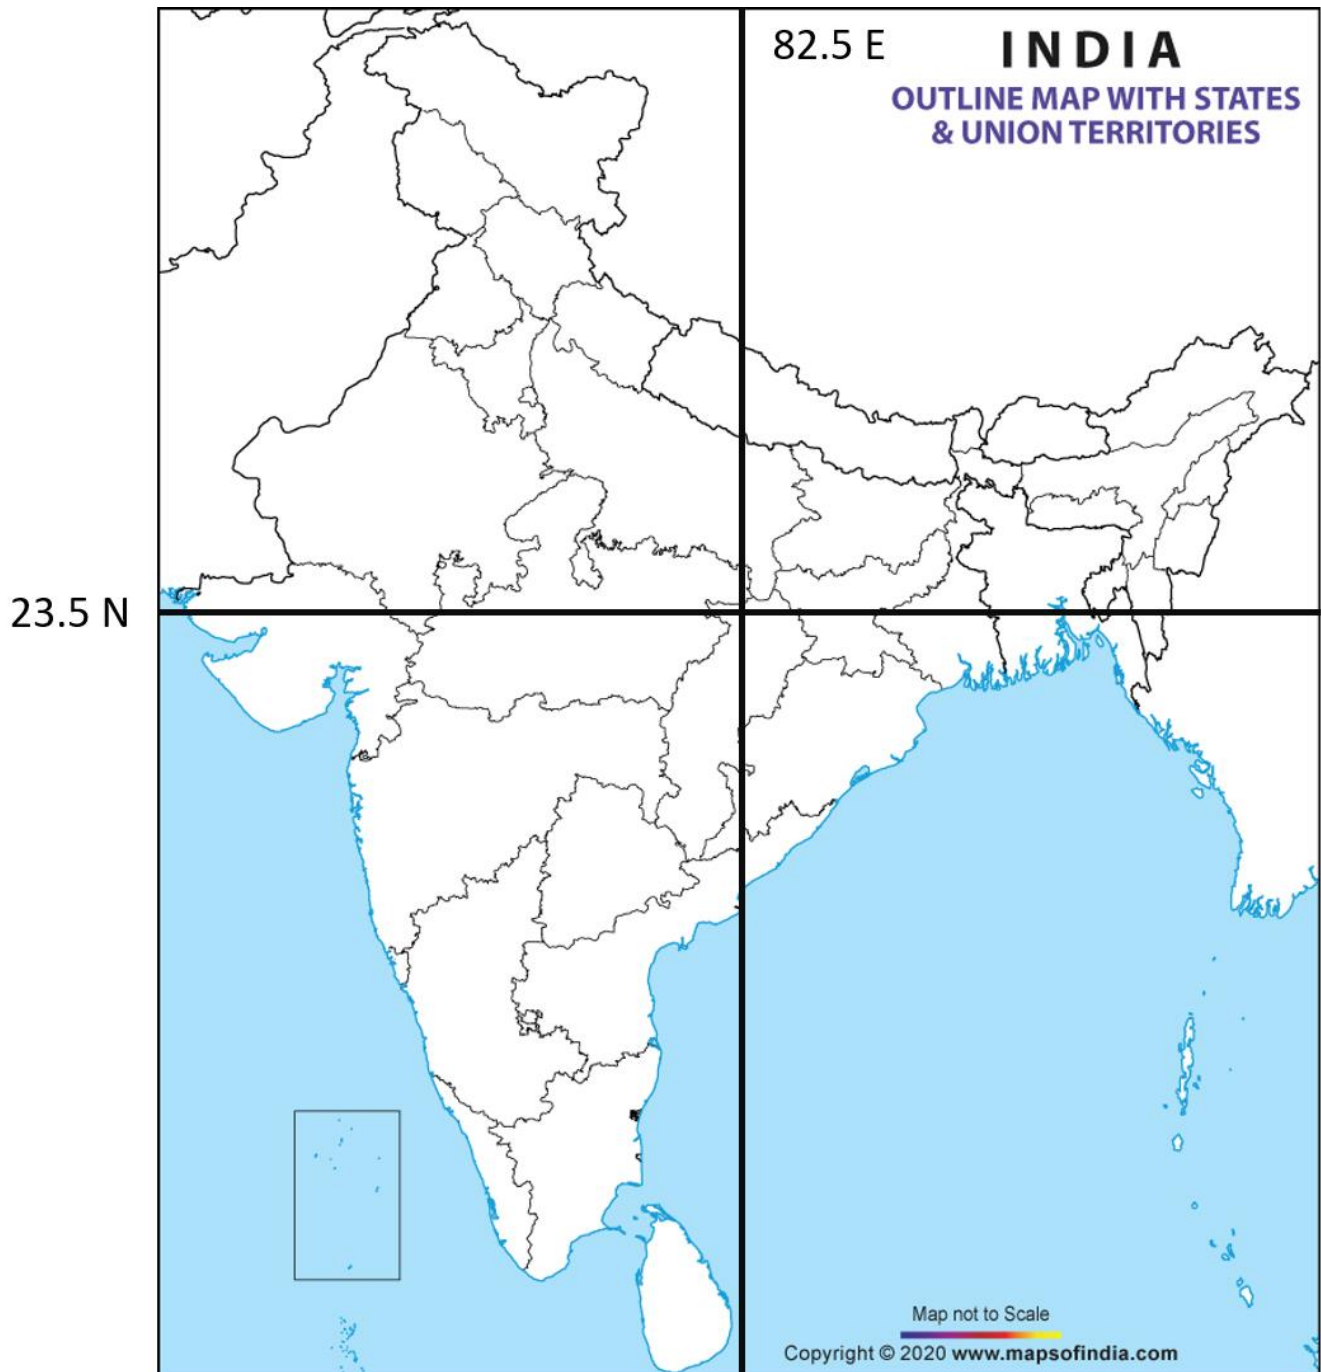 82.5 E
INDIA
OUTLINE MAP WITH STATES
& UNION TERRITORIES
23.5 N
Map not to Scale
Copyright © 2020 www.mapsofindia.com